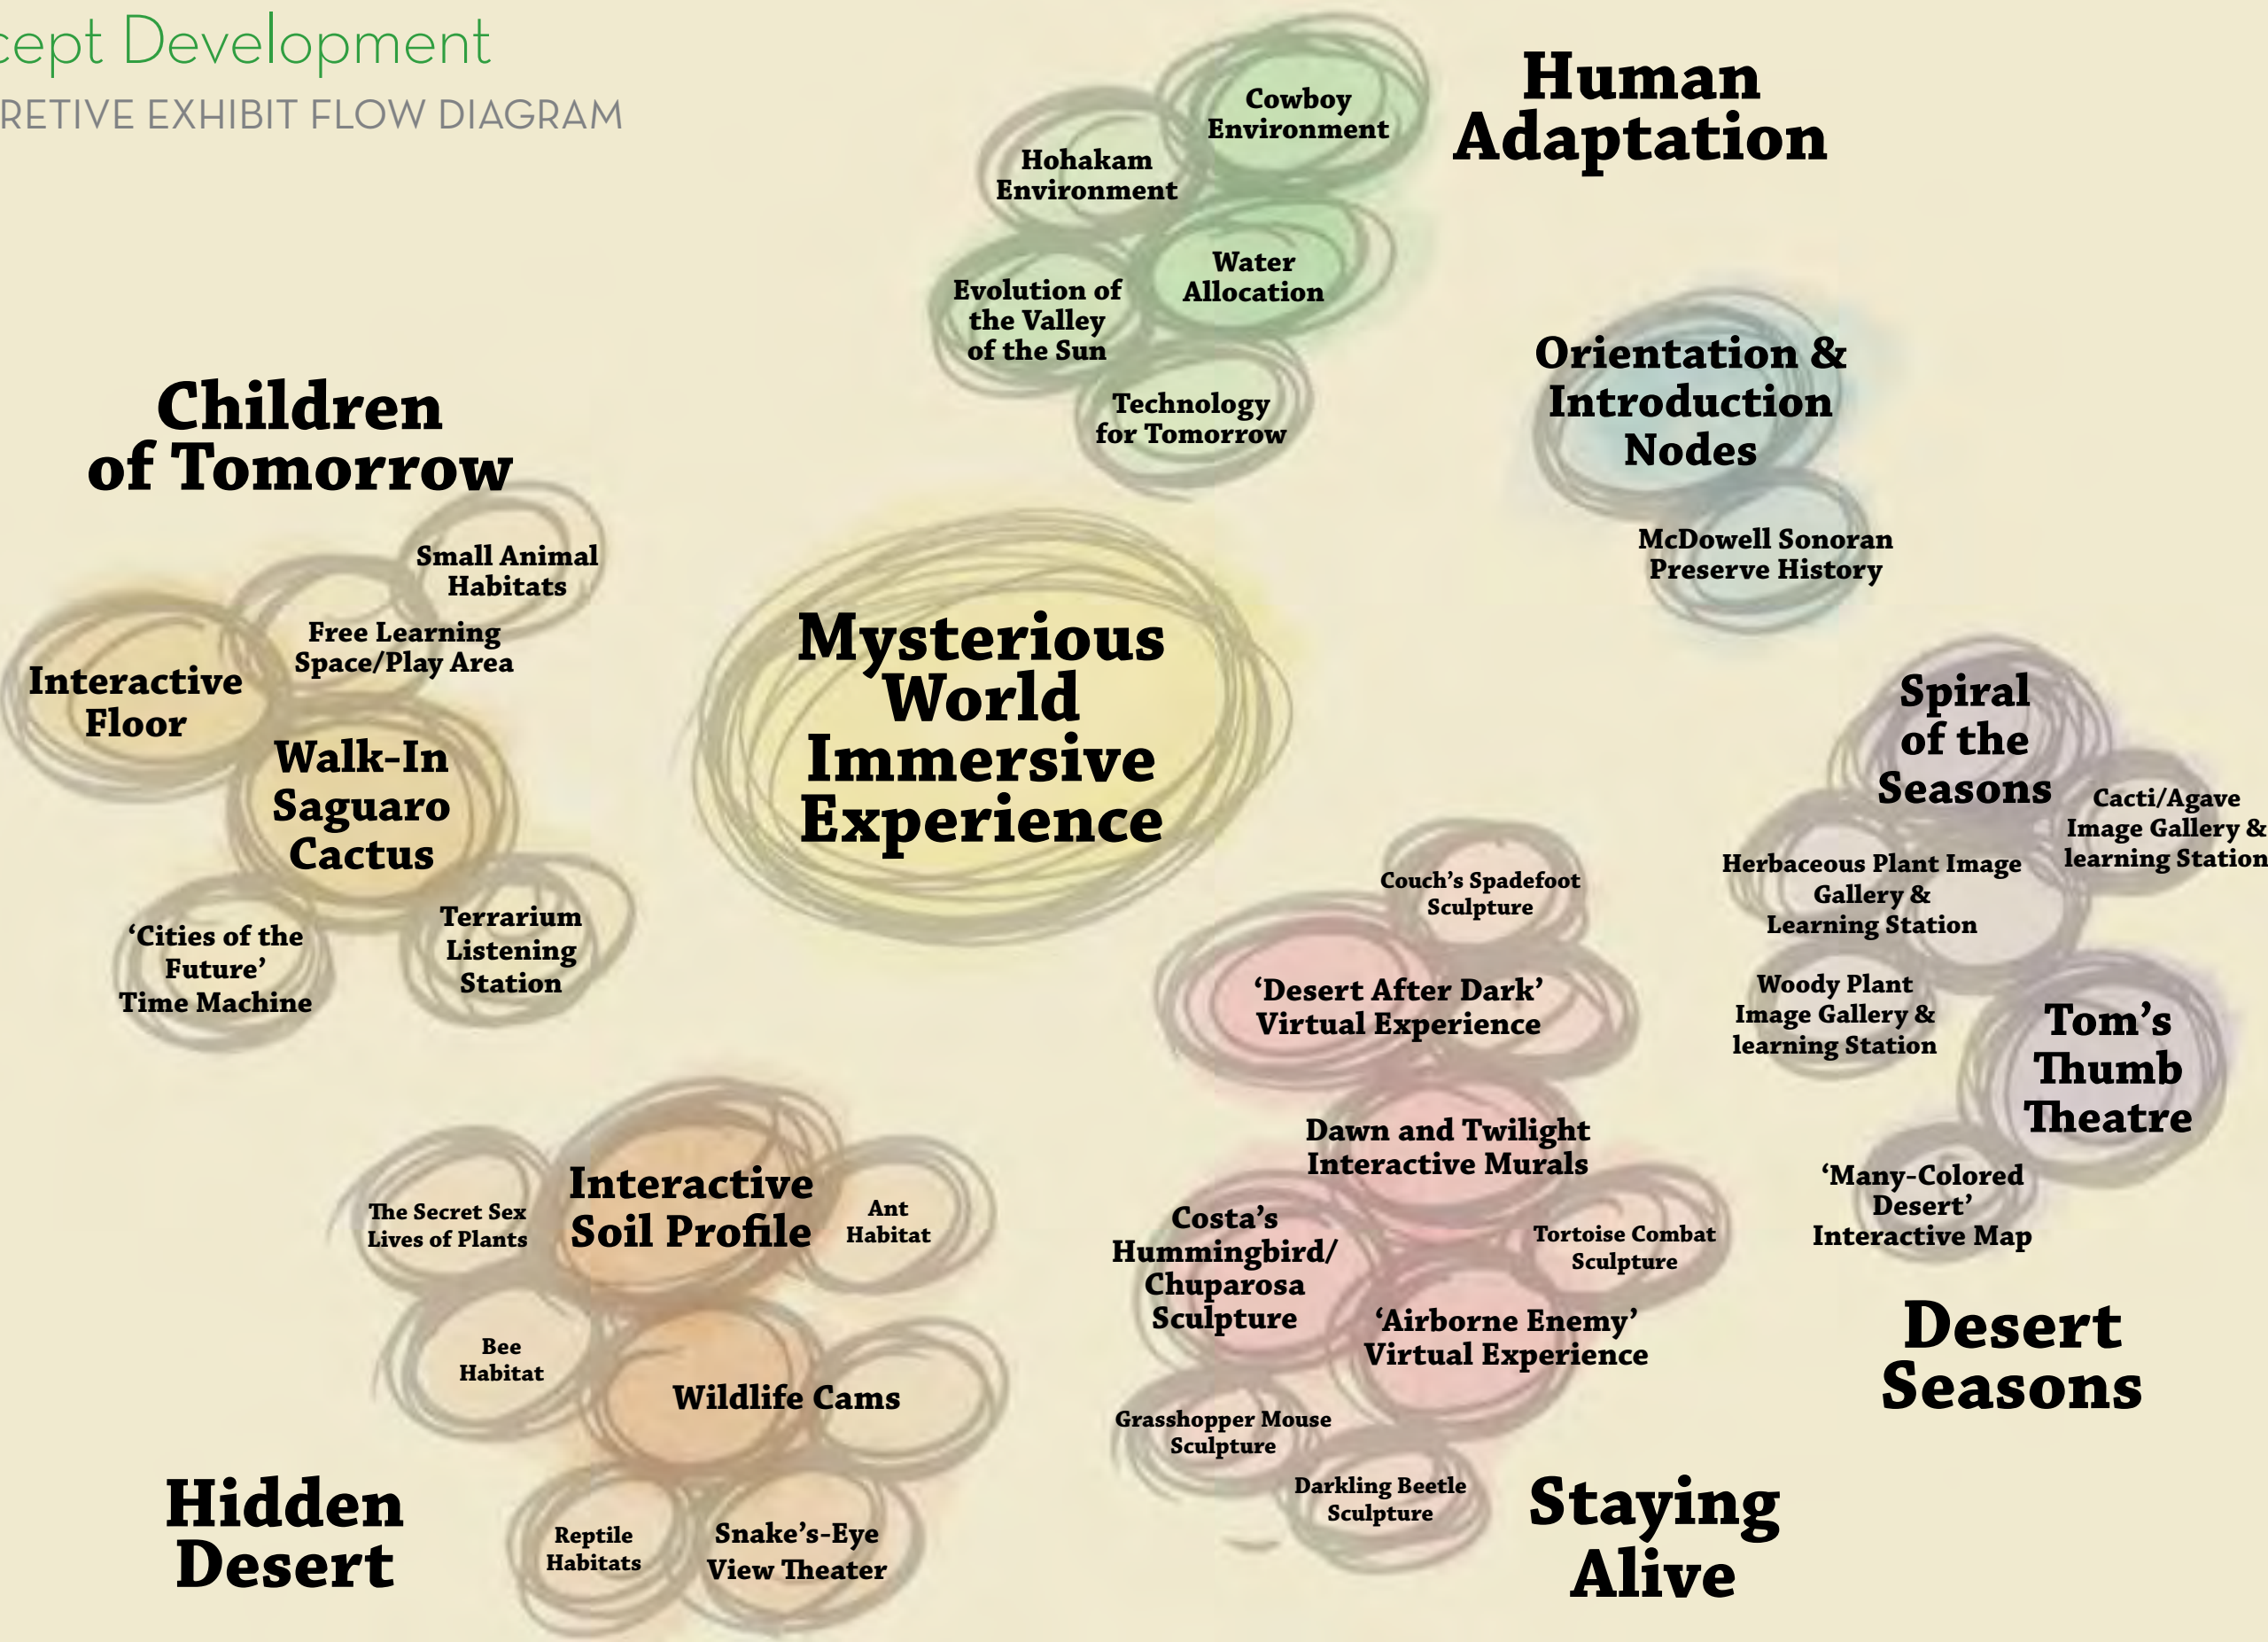 cept Development
RETIVE EXHIBIT FLOW DIAGRAM
Human
Adaptation
Cowboy
Environment
Hohakam
Environment
Water
Allocation
Evolution of
the Valley
of the Sun
Technology
for Tomorrow
Orientation &
Introduction
Nodes
McDowell Sonoran
Preserve History
Children
of Tomorrow
Small Animal
Habitats
Free Learning
Space/Play Area
Interactive
Floor
Walk-In
Saguaro
Cactus
‘Cities of the
Future’
Time Machine
Terrarium
Listening
Station
Mysterious
World
Immersive
Experience
Spiral
of the
Seasons
Cacti/Agave
Image Gallery &
learning Station
Herbaceous Plant Image
Gallery &
Learning Station
Woody Plant
Image Gallery &
learning Station
Tom’s
Thumb
Theatre
‘Many-Colored
Desert’
Interactive Map
Desert
Seasons
Couch’s Spadefoot
Sculpture
‘Desert After Dark’
Virtual Experience
Dawn and Twilight
Interactive Murals
Costa’s
Hummingbird/
Chuparosa
Sculpture
Tortoise Combat
Sculpture
‘Airborne Enemy’
Virtual Experience
Grasshopper Mouse
Sculpture
Darkling Beetle
Sculpture
Staying
Alive
Interactive
Soil Profile
The Secret Sex
Lives of Plants
Ant
Habitat
Bee
Habitat
Wildlife Cams
Reptile
Habitats
Snake’s-Eye
View Theater
Hidden
Desert